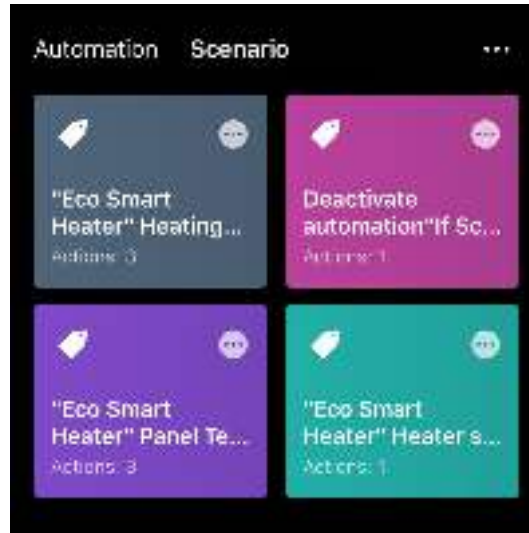 Automation Scenario
"Eco Smart
Heater" Heating...
Actions: 3
Deactivate
automation"If Sc...
Actions: 1
"Eco Smart
Heater" Panel Te...
Actions: 3
"Eco Smart
Heater" Heater s...
Actions: 1